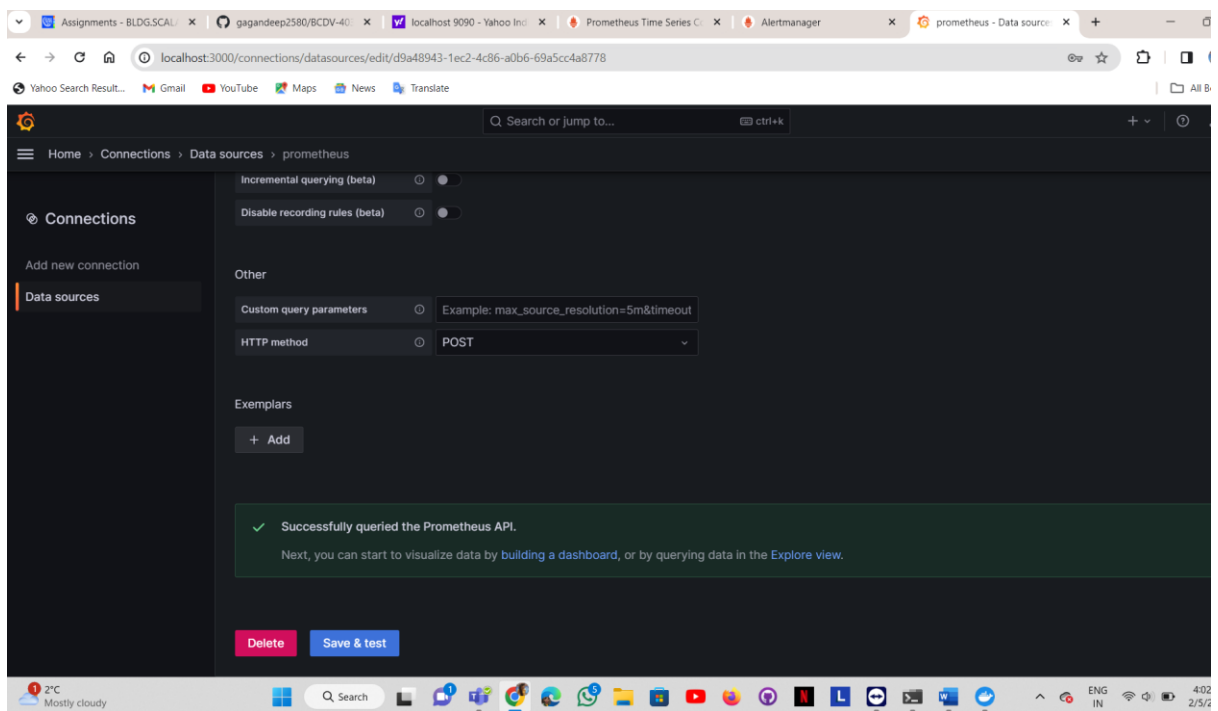 Assignments - BLDG.SCAL
gagandeep2580/BCDV-40
localhost 9090 - Yahoo Ind
Prometheus Time Series C
Alertmanager
prometheus - Data source
localhost:3000/connections/datasources/edit/d9a48943-1ec2-4c86-a0b6-69a5cc4a8778
Yahoo Search Result...
Gmail
YouTube
Maps
News
Translate
All B
Search or jump to...
ctrl+k
Home > Connections > Data sources > prometheus
Connections
Add new connection
Data sources
Incremental querying (beta)
Disable recording rules (beta)
Other
Custom query parameters
Example: max_source_resolution=5m&timeout
HTTP method
POST
Exemplars
+ Add
Successfully queried the Prometheus API.
Next, you can start to visualize data by building a dashboard, or by querying data in the Explore view.
Delete
Save & test
1
2°C
Mostly cloudy
Search
ENG
IN
4:02
2/5/2